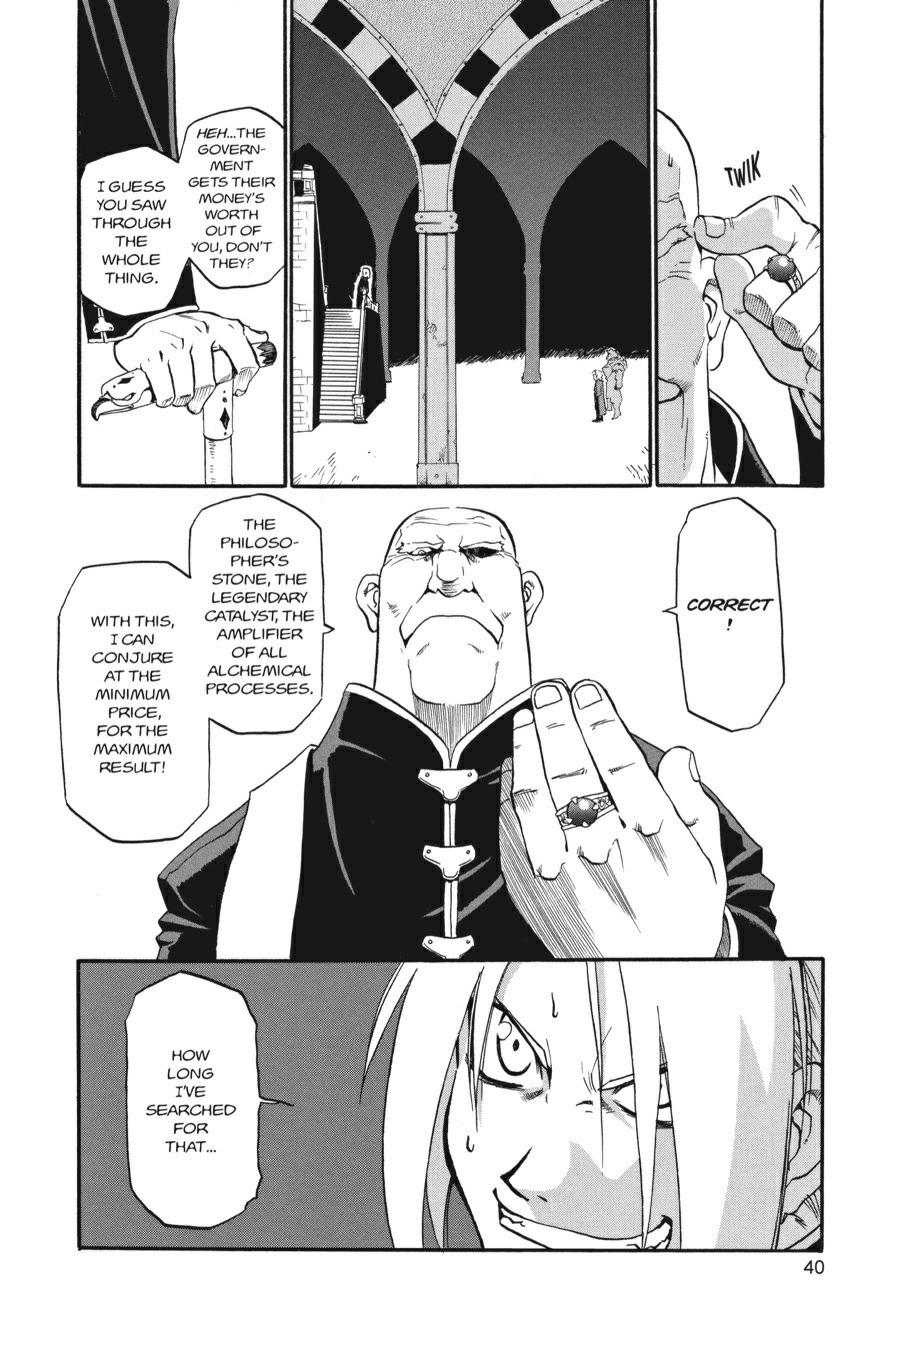 TWIK
HEH...THE
GOVERN-
MENT
GETS THEIR
MONEY'S
WORTH
OUT OF
YOU, DON'T
THEY?
I GUESS
YOU SAW
THROUGH
THE
WHOLE
THING.
CORRECT
!
THE
PHILOSO-
PHER'S
STONE, THE
LEGENDARY
CATALYST, THE
AMPLIFIER
OF ALL
ALCHEMICAL
PROCESSES.
WITH THIS,
I CAN
CONJURE
AT THE
MINIMUM
PRICE,
FOR THE
MAXIMUM
RESULT!
HOW
LONG
I'VE
SEARCHED
FOR
THAT...
40